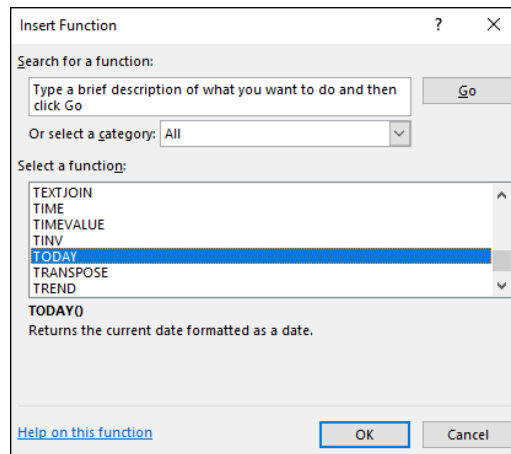 Insert Function ? X
Search for a function:
Type a brief description of what you want to do and then
click Go
Go
Or select a category: All
Select a function:
TEXTJOIN
TIME
TIMEVALUE
TINV
TODAY
TRANSPOSE
TREND
TODAY()
Returns the current date formatted as a date.
Help on this function
OK Cancel